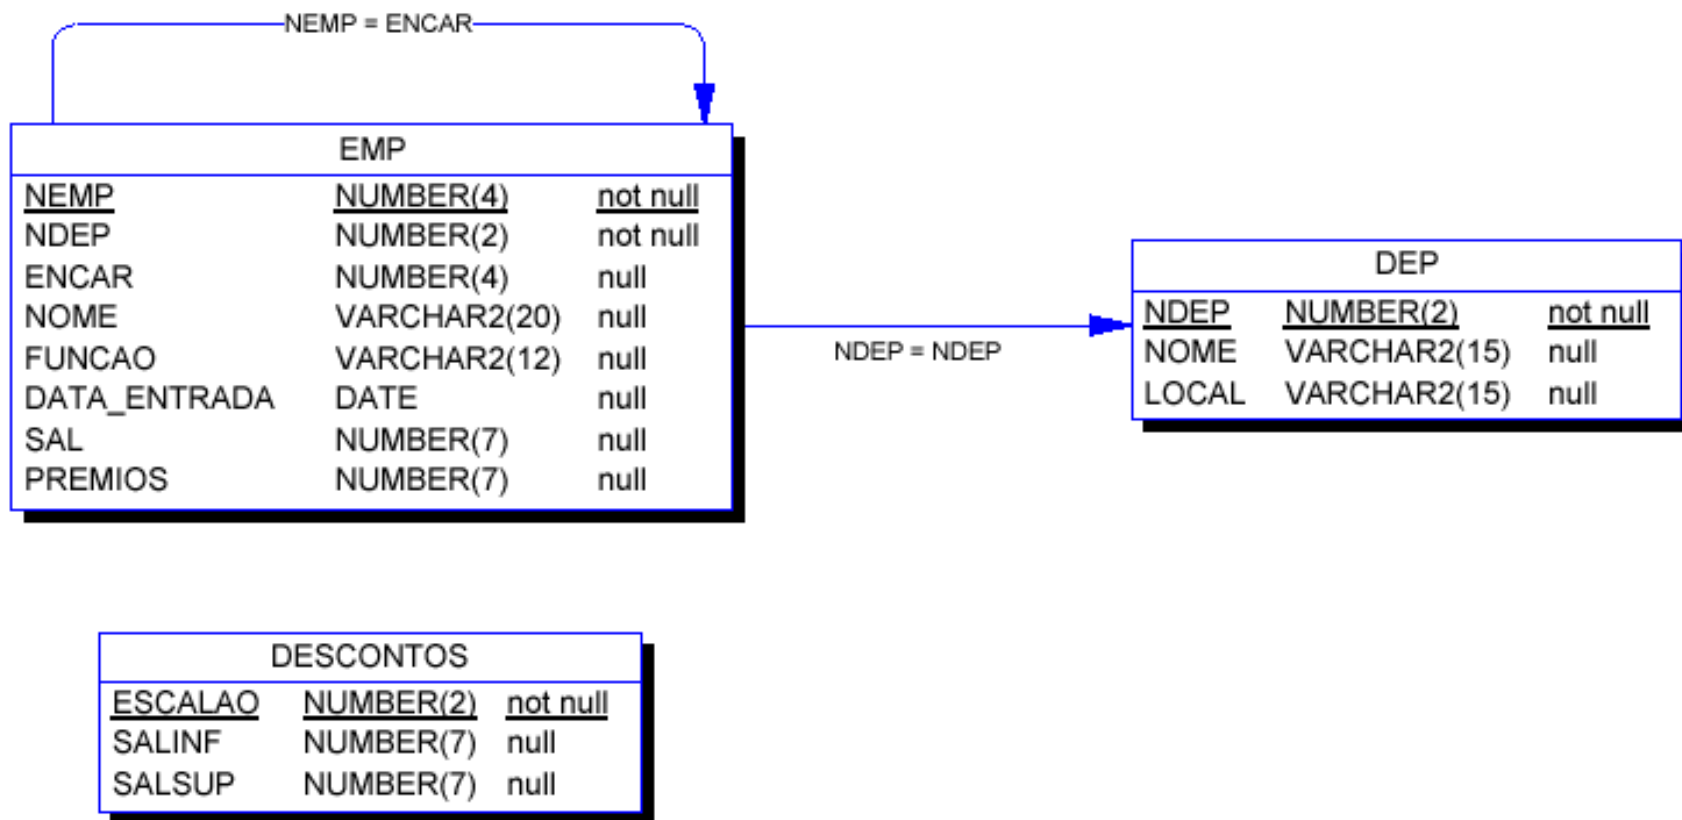 NEMP = ENCAR
EMP
NEMP NUMBER(4) not null
NDEP NUMBER(2) not null
ENCAR NUMBER(4) null
NOME VARCHAR2(20) null
FUNCAO VARCHAR2(12) null
DATA_ENTRADA DATE null
SAL NUMBER(7) null
PREMIOS NUMBER(7) null
NDEP = NDEP
DEP
NDEP NUMBER(2) not null
NOME VARCHAR2(15) null
LOCAL VARCHAR2(15) null
DESCONTOS
ESCALAO NUMBER(2) not null
SALINF NUMBER(7) null
SALSUP NUMBER(7) null